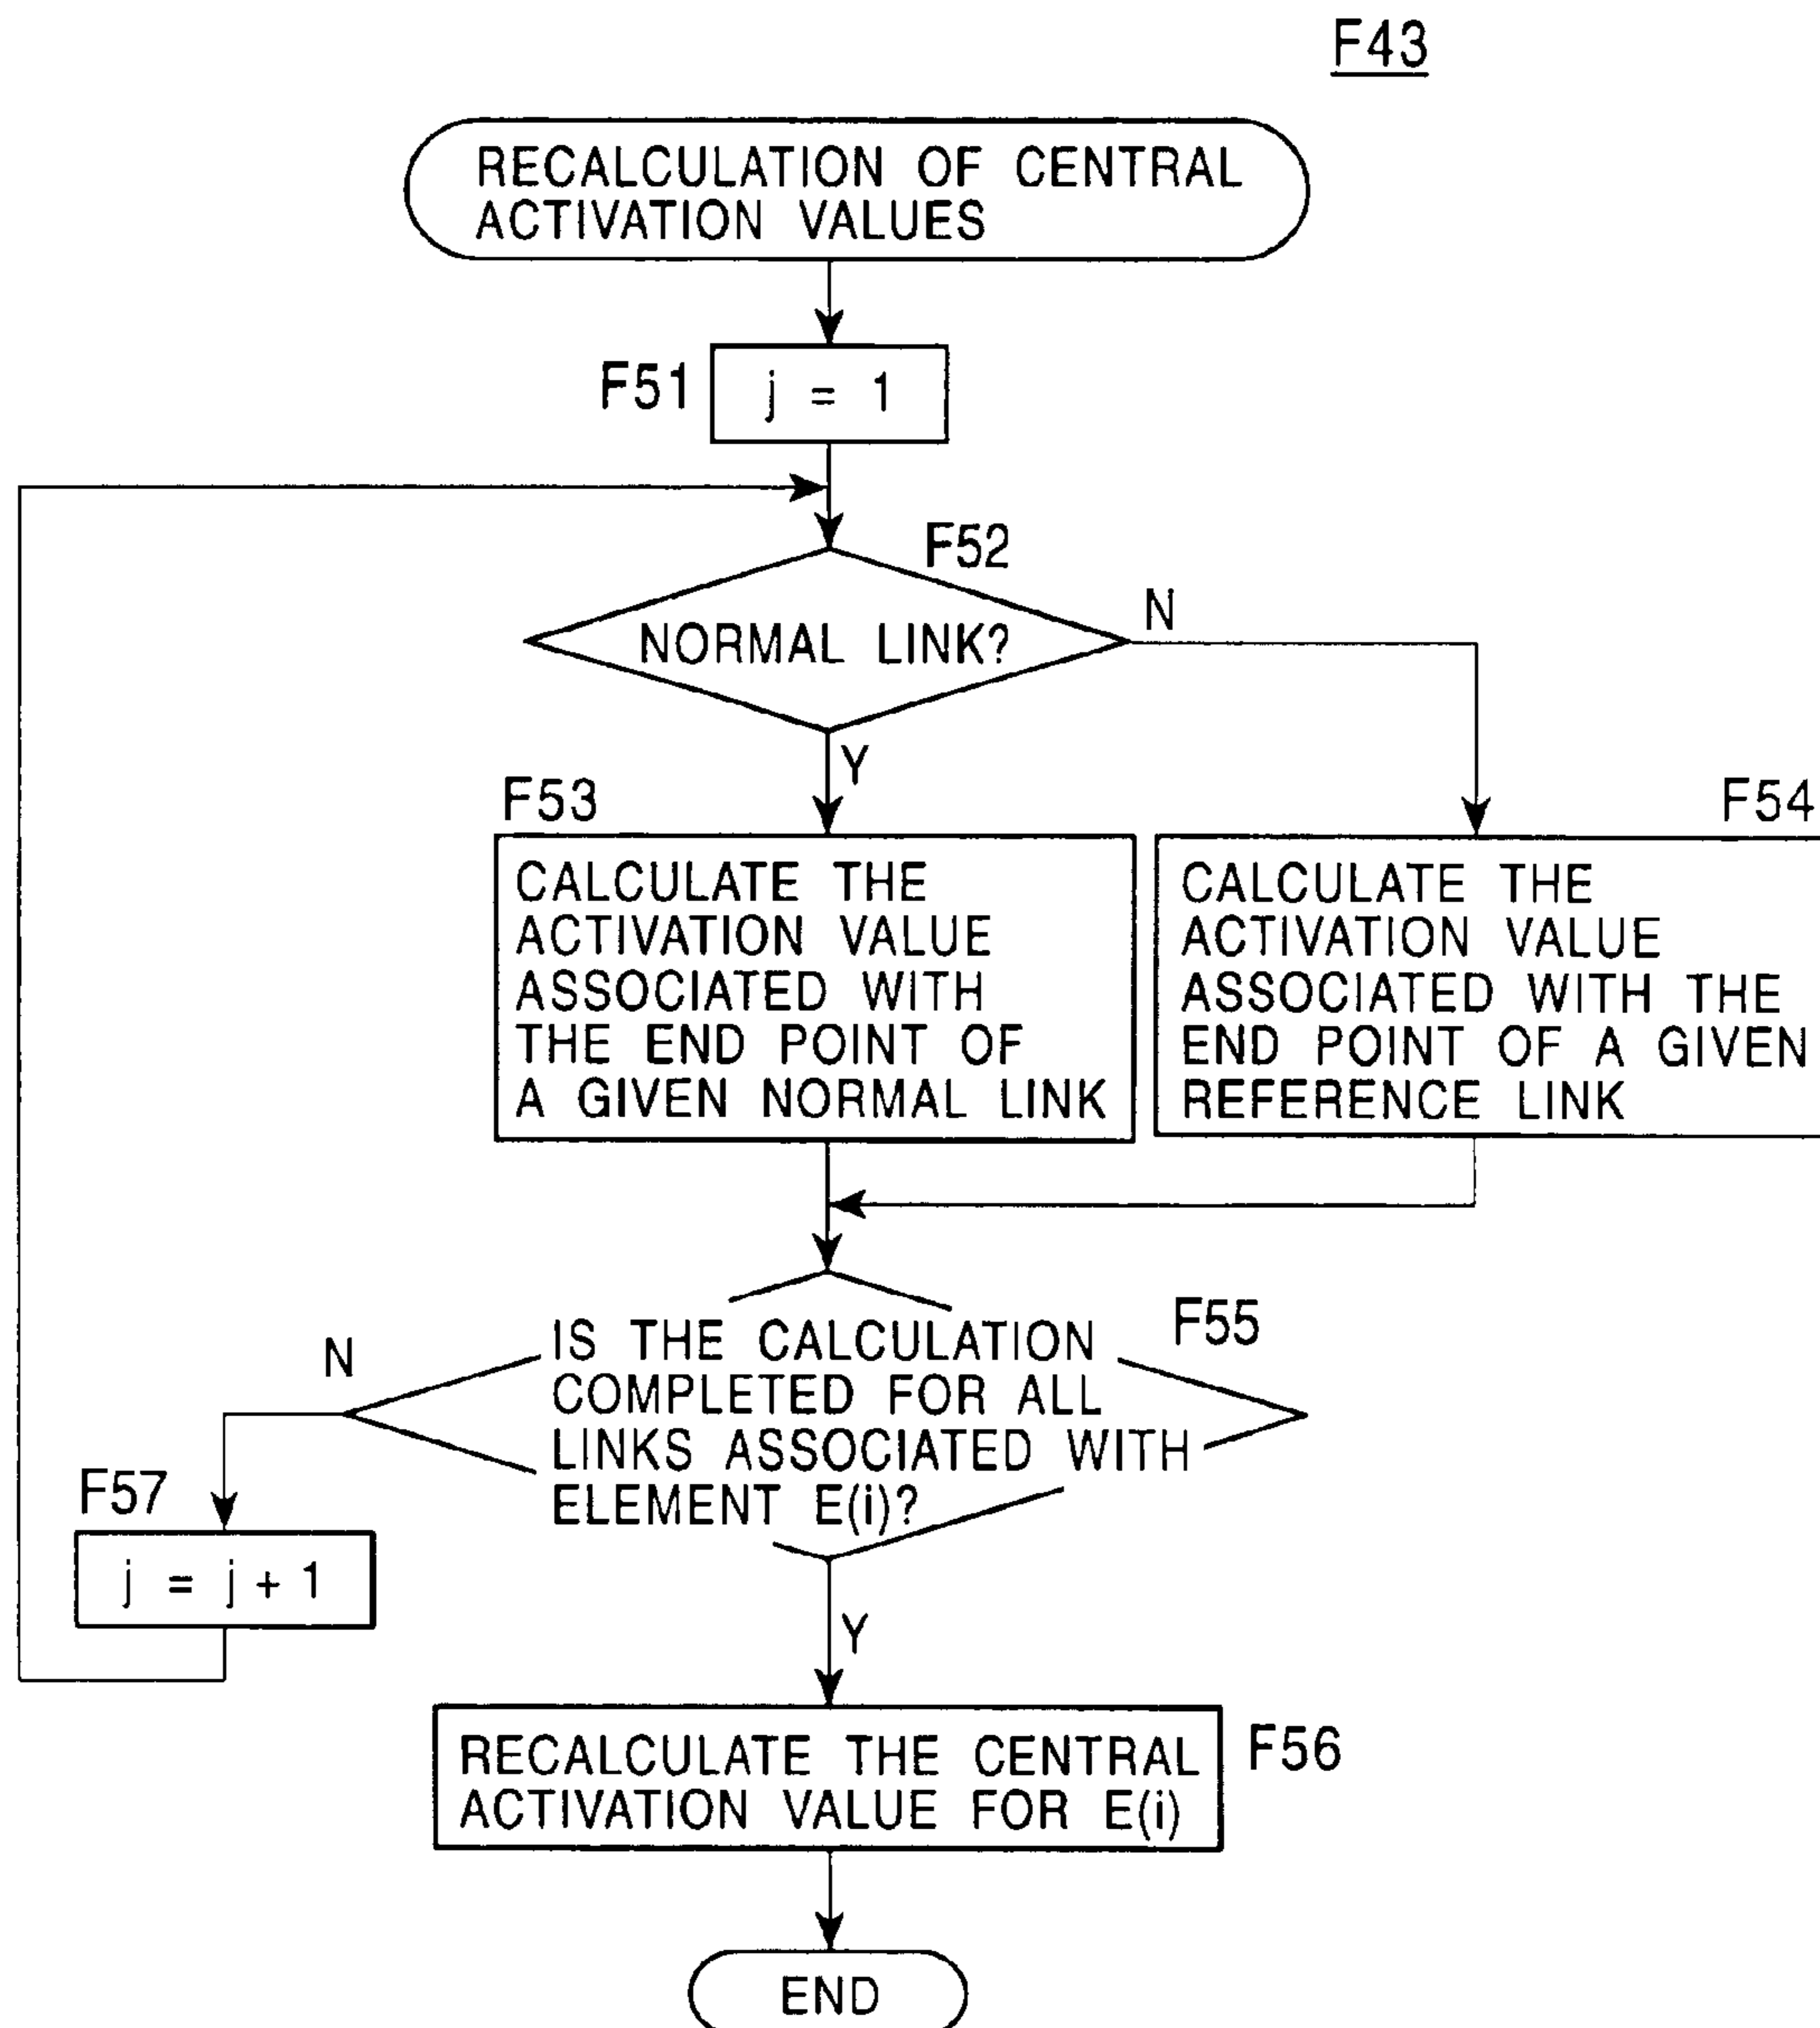 F43
RECALCULATION OF CENTRAL
ACTIVATION VALUES
F51
j = 1
F52
NORMAL LINK?
N
Y
F53
CALCULATE THE
ACTIVATION VALUE
ASSOCIATED WITH
THE END POINT OF
A GIVEN NORMAL LINK
F54
CALCULATE THE
ACTIVATION VALUE
ASSOCIATED WITH THE
END POINT OF A GIVEN
REFERENCE LINK
F55
IS THE CALCULATION
COMPLETED FOR ALL
LINKS ASSOCIATED WITH
ELEMENT E(i)?
N
F57
j = j + 1
Y
RECALCULATE THE CENTRAL
ACTIVATION VALUE FOR E(i)
F56
END